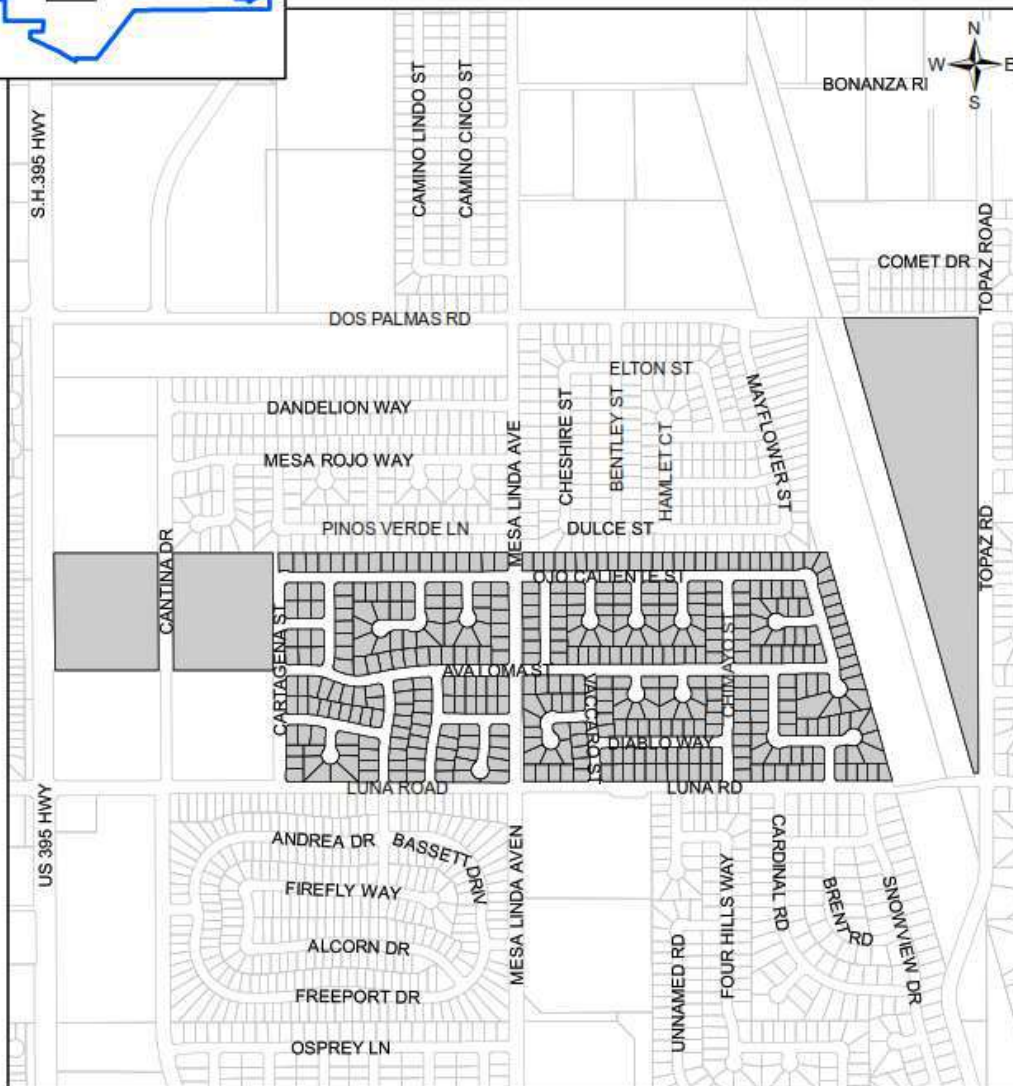 N
W E
S
BONANZA RI
CAMINO LINDO ST
CAMINO CINCO ST
S.H.395 HWY
TOPAZ ROAD
COMET DR
DOS PALMAS RD
ELTON ST
MAYFLOWER ST
DANDELION WAY
CHESHIRE ST
BENTLEY ST
HAMLET CT
MESA LINDA AVE
MESA ROJO WAY
PINOS VERDE LN
DULCE ST
TOPAZ RD
CANTINA DR
OJO CALIENTE ST
CARTAGENA ST
CHIMAYO ST
AVALOMA ST
VACCARO ST
DIABLO WAY
LUNA ROAD
LUNA RD
US 395 HWY
ANDREA DR
BASSETT DRIV
FIREFLY WAY
MESA LINDA AVEN
CARDINAL RD
FOUR HILLS WAY
BRENT RD
SNOWVIEW DR
ALCORN DR
UNNAMED RD
FREEPORT DR
OSPREY LN